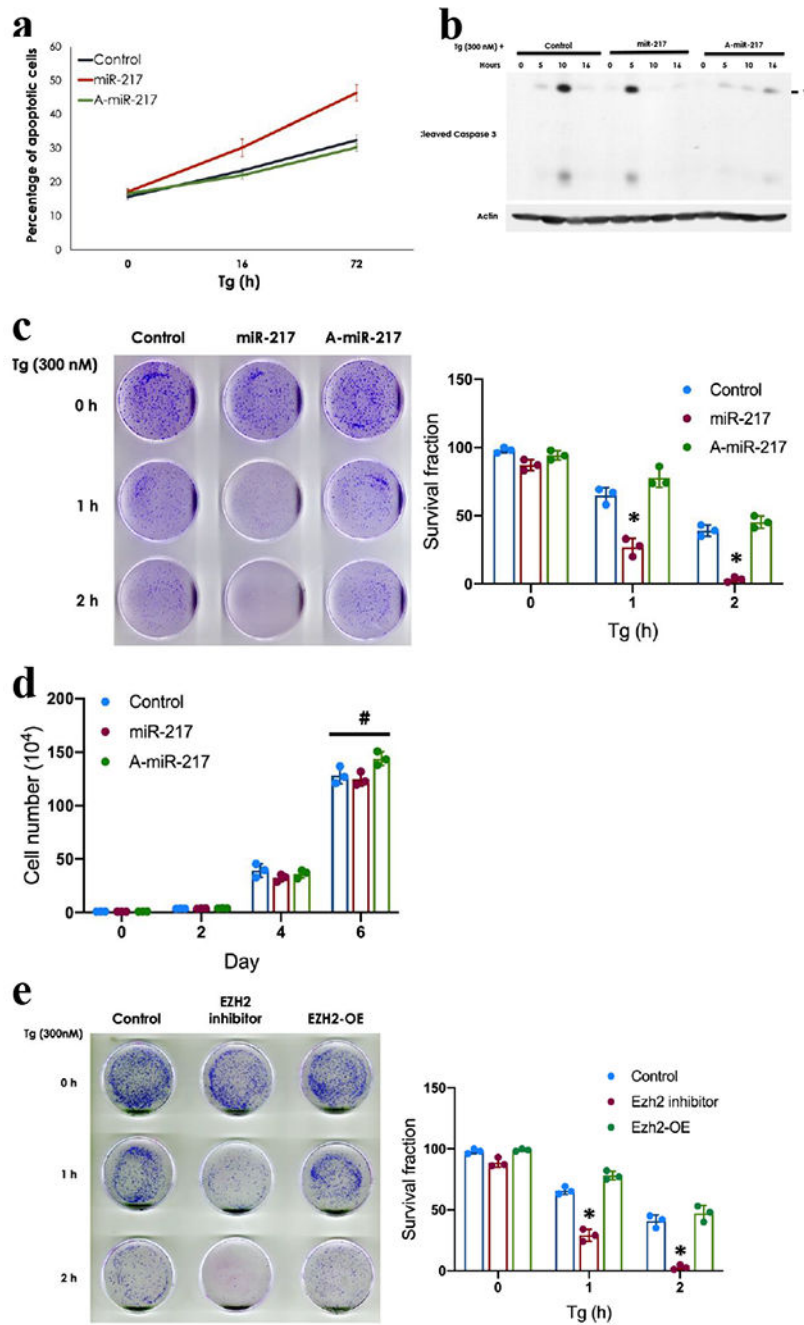 a
Control
miR-217
A-miR-217
Percentage of apoptotic cells
60
50
40
30
20
10
0
0 16 72
Tg (h)
b
Tg (300 nM) + Control miR-217 A-miR-217
Hours 0 5 10 16 0 5 10 16 0 5 10 16
Cleaved Caspase 3
Actin
c
Control miR-217 A-miR-217
Tg (300 nM)
0 h
1 h
2 h
Control
miR-217
A-miR-217
Survival fraction
150
100
50
0
* *
0 1 2
Tg (h)
d
Control
miR-217
A-miR-217
Cell number (10⁴)
200
150
100
50
0
#
0 2 4 6
Day
e
Control EZH2 inhibitor EZH2-OE
Tg (300nM)
0 h
1 h
2 h
Control
Ezh2 inhibitor
Ezh2-OE
Survival fraction
150
100
50
0
* *
0 1 2
Tg (h)